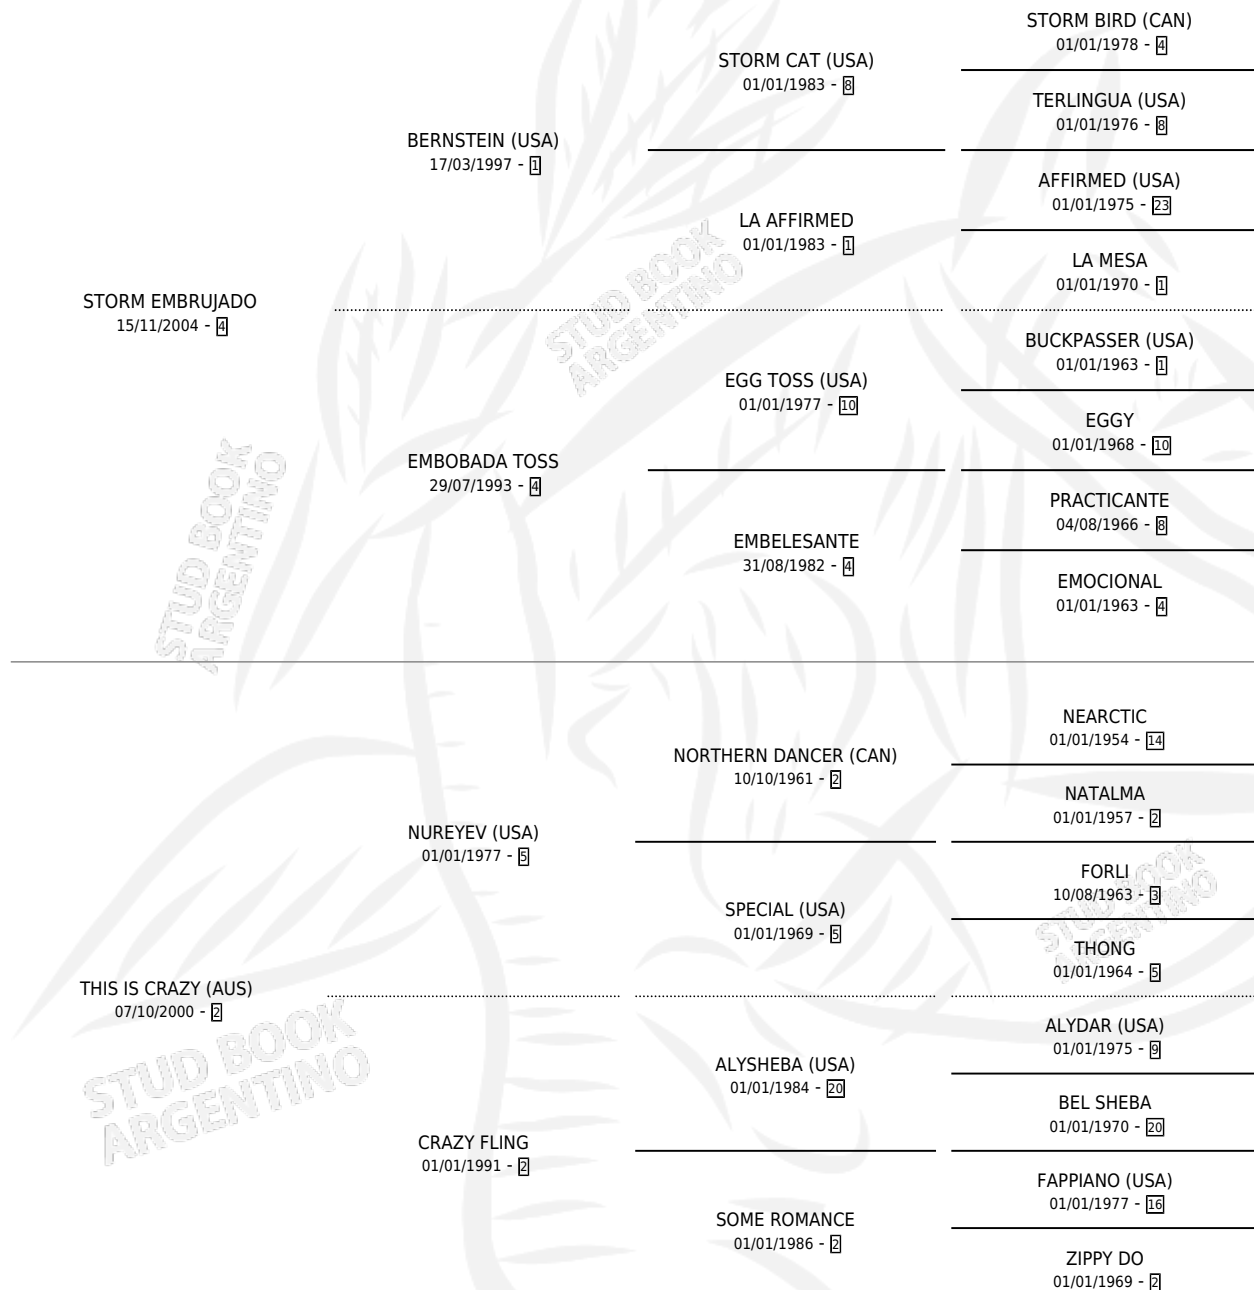 STORM BIRD (CAN)
01/01/1978 - 4
STORM CAT (USA)
01/01/1983 - 8
TERLINGUA (USA)
01/01/1976 - 8
BERNSTEIN (USA)
17/03/1997 - 1
AFFIRMED (USA)
01/01/1975 - 23
LA AFFIRMED
01/01/1983 - 1
LA MESA
01/01/1970 - 1
STORM EMBRUJADO
15/11/2004 - 4
STUD BOOK
ARGENTINO
BUCKPASSER (USA)
01/01/1963 - 1
EGG TOSS (USA)
01/01/1977 - 10
EGGY
01/01/1968 - 10
EMBOBADA TOSS
29/07/1993 - 4
PRACTICANTE
04/08/1966 - 8
EMBELESANTE
31/08/1982 - 4
EMOCIONAL
01/01/1963 - 4
STUD BOOK
ARGENTINO
NEARCTIC
01/01/1954 - 14
NORTHERN DANCER (CAN)
10/10/1961 - 2
NATALMA
01/01/1957 - 2
NUREYEV (USA)
01/01/1977 - 5
FORLI
10/08/1963 - 3
SPECIAL (USA)
01/01/1969 - 5
THONG
01/01/1964 - 5
STUD BOOK
ARGENTINO
THIS IS CRAZY (AUS)
07/10/2000 - 2
STUD BOOK
ARGENTINO
ALYDAR (USA)
01/01/1975 - 9
ALYSHEBA (USA)
01/01/1984 - 20
BEL SHEBA
01/01/1970 - 20
CRAZY FLING
01/01/1991 - 2
FAPPIANO (USA)
01/01/1977 - 16
SOME ROMANCE
01/01/1986 - 2
ZIPPY DO
01/01/1969 - 2